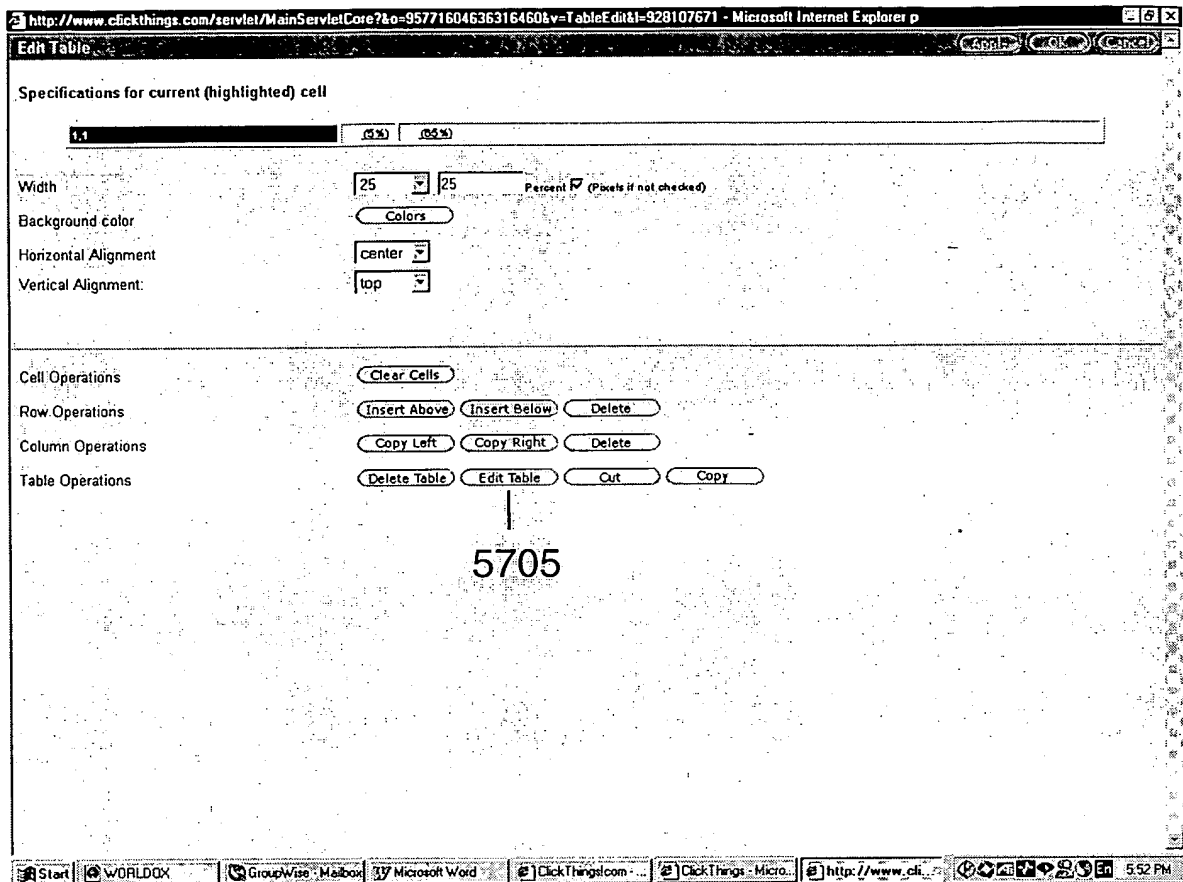 http://www.clickthings.com/servlet/MainServletCore?&o=95771604636316460&v=TableEdit&l=928107671 - Microsoft Internet Explorer p
Edit Table
Apply OK Cancel
Specifications for current (highlighted) cell
1,1 (5%) (65%)
Width 25 25 Percent (Pixels if not checked)
Background color Colors
Horizontal Alignment center
Vertical Alignment: top
Cell Operations Clear Cells
Row Operations Insert Above Insert Below Delete
Column Operations Copy Left Copy Right Delete
Table Operations Delete Table Edit Table Cut Copy
5705
Start WORLDOX GroupWise Mailbox Microsoft Word ClickThings!com - ... ClickThings - Micro... http://www.cli... 5:52 PM